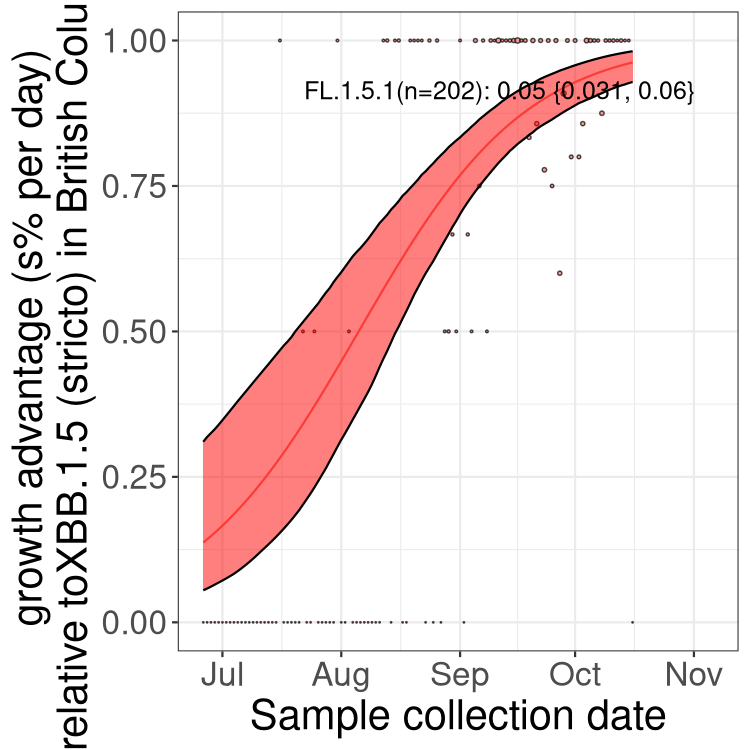 growth advantage (s% per day)
relative toXBB.1.5 (stricto) in British Colu
1.00
0.75
0.50
0.25
0.00
FL.1.5.1(n=202): 0.05 {0.031, 0.06}
Jul Aug Sep Oct Nov
Sample collection date